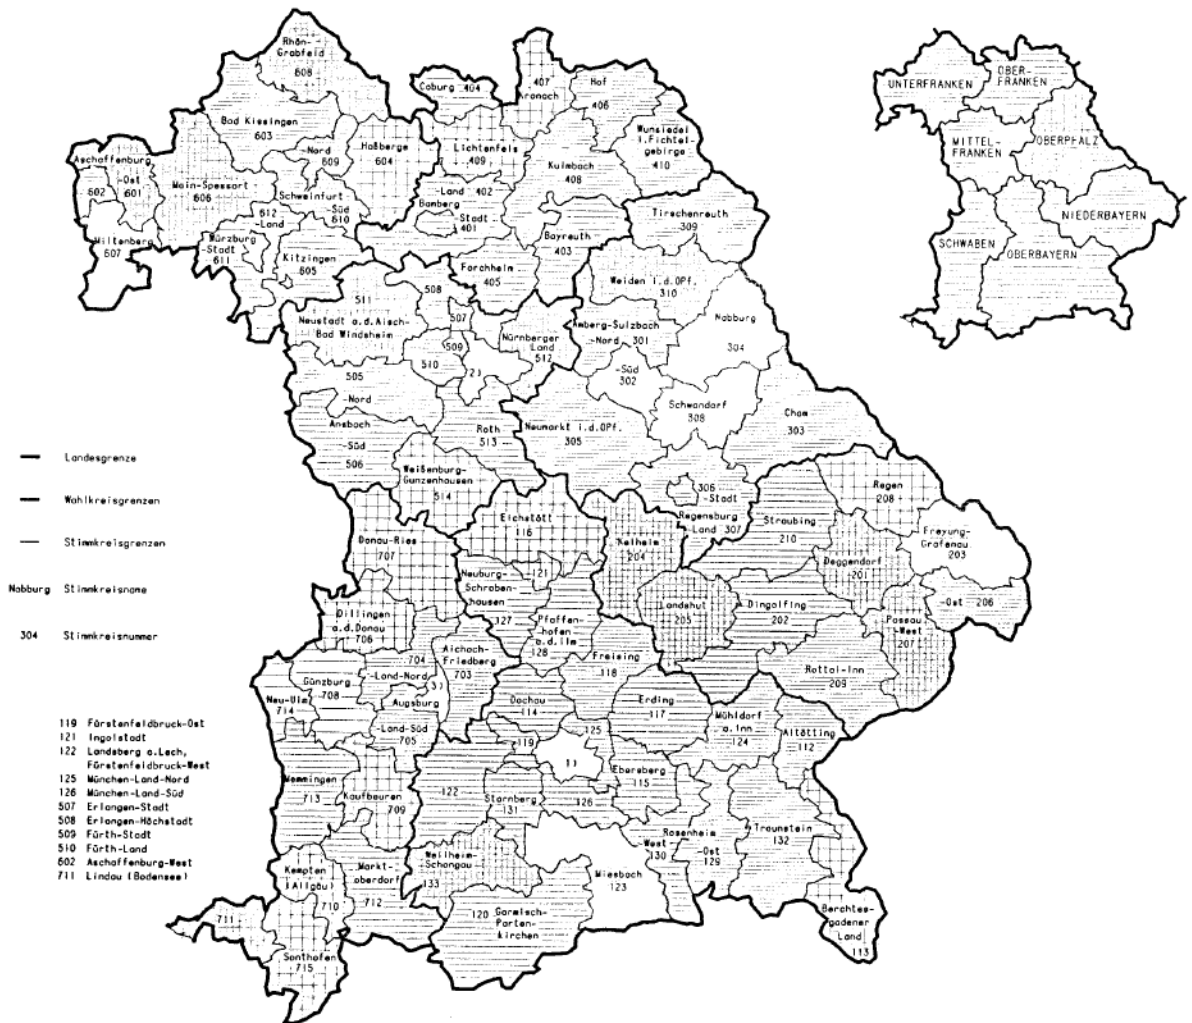 Rhön-
Grabfeld
608
Coburg 404
407
Kronach
Hof
406
Bad Kissingen
603
-Nord
609
Haßberge
604
Lichtenfels
409
Kulmbach
408
Wunsiedel
i.Fichtel-
gebirge
410
Aschaffenburg
-Ost
602
601
Main-Spessart
606
Schweinfurt
-Süd
610
-Land 402
Bamberg
-Stadt
401
Bayreuth
403
Tirschenreuth
309
Miltenberg
607
612
-Land
Würzburg
-Stadt
611
Kitzingen
605
Forchheim
405
Weiden i.d.OPf.
310
511
Neustadt a.d.Aisch-
Bad Windsheim
508
507
509
510
2)
Nürnberger
Land
512
Amberg-Sulzbach
-Nord
301
-Süd
302
Nabburg
304
505
-Nord
Ansbach
-Süd
506
Roth
513
Neumarkt i.d.OPf.
305
Schwandorf
308
Cham
303
Weißenburg-
Gunzenhausen
514
306
-Stadt
Regensburg
-Land 307
Regen
208
Eichstätt
116
Kelheim
204
Straubing
210
Freyung-
Grafenau
203
Donau-Ries
707
Neuburg-
Schroben-
hausen
127
121
Deggendorf
201
-Ost 206
Passau
-West
207
Dillingen
a.d.Donau
706
Pfaffen-
hofen
a.d.Ilm
128
Landshut
205
Dingolfing
202
Rottal-Inn
209
704
-Land-Nord
3)
Augsburg
-Land-Süd
705
Aichach-
Friedberg
703
Freising
118
Günzburg
708
Neu-Ulm
714
Dachau
114
Erding
117
Mühldorf
a.Inn
124
Altötting
112
119
125
1)
Ebersberg
115
Memmingen
713
Kaufbeuren
709
122
Starnberg
131
126
Rosenheim
-West
130
-Ost
129
Traunstein
132
Weilheim-
Schongau
133
Miesbach
123
Kempten
(Allgäu)
710
Markt-
oberdorf
712
120 Garmisch-
Parten-
kirchen
Berchtes-
gadener
Land
113
711
Sonthofen
715
UNTERFRANKEN
OBER-
FRANKEN
MITTEL-
FRANKEN
OBERPFALZ
NIEDERBAYERN
SCHWABEN
OBERBAYERN
Landesgrenze
Wahlkreisgrenzen
Stimmkreisgrenzen
Nabburg Stimmkreisname
304 Stimmkreisnummer
119 Fürstenfeldbruck-Ost
121 Ingolstadt
122 Landsberg a.Lech,
Fürstenfeldbruck-West
125 München-Land-Nord
126 München-Land-Süd
507 Erlangen-Stadt
508 Erlangen-Höchstadt
509 Fürth-Stadt
510 Fürth-Land
602 Aschaffenburg-West
711 Lindau (Bodensee)